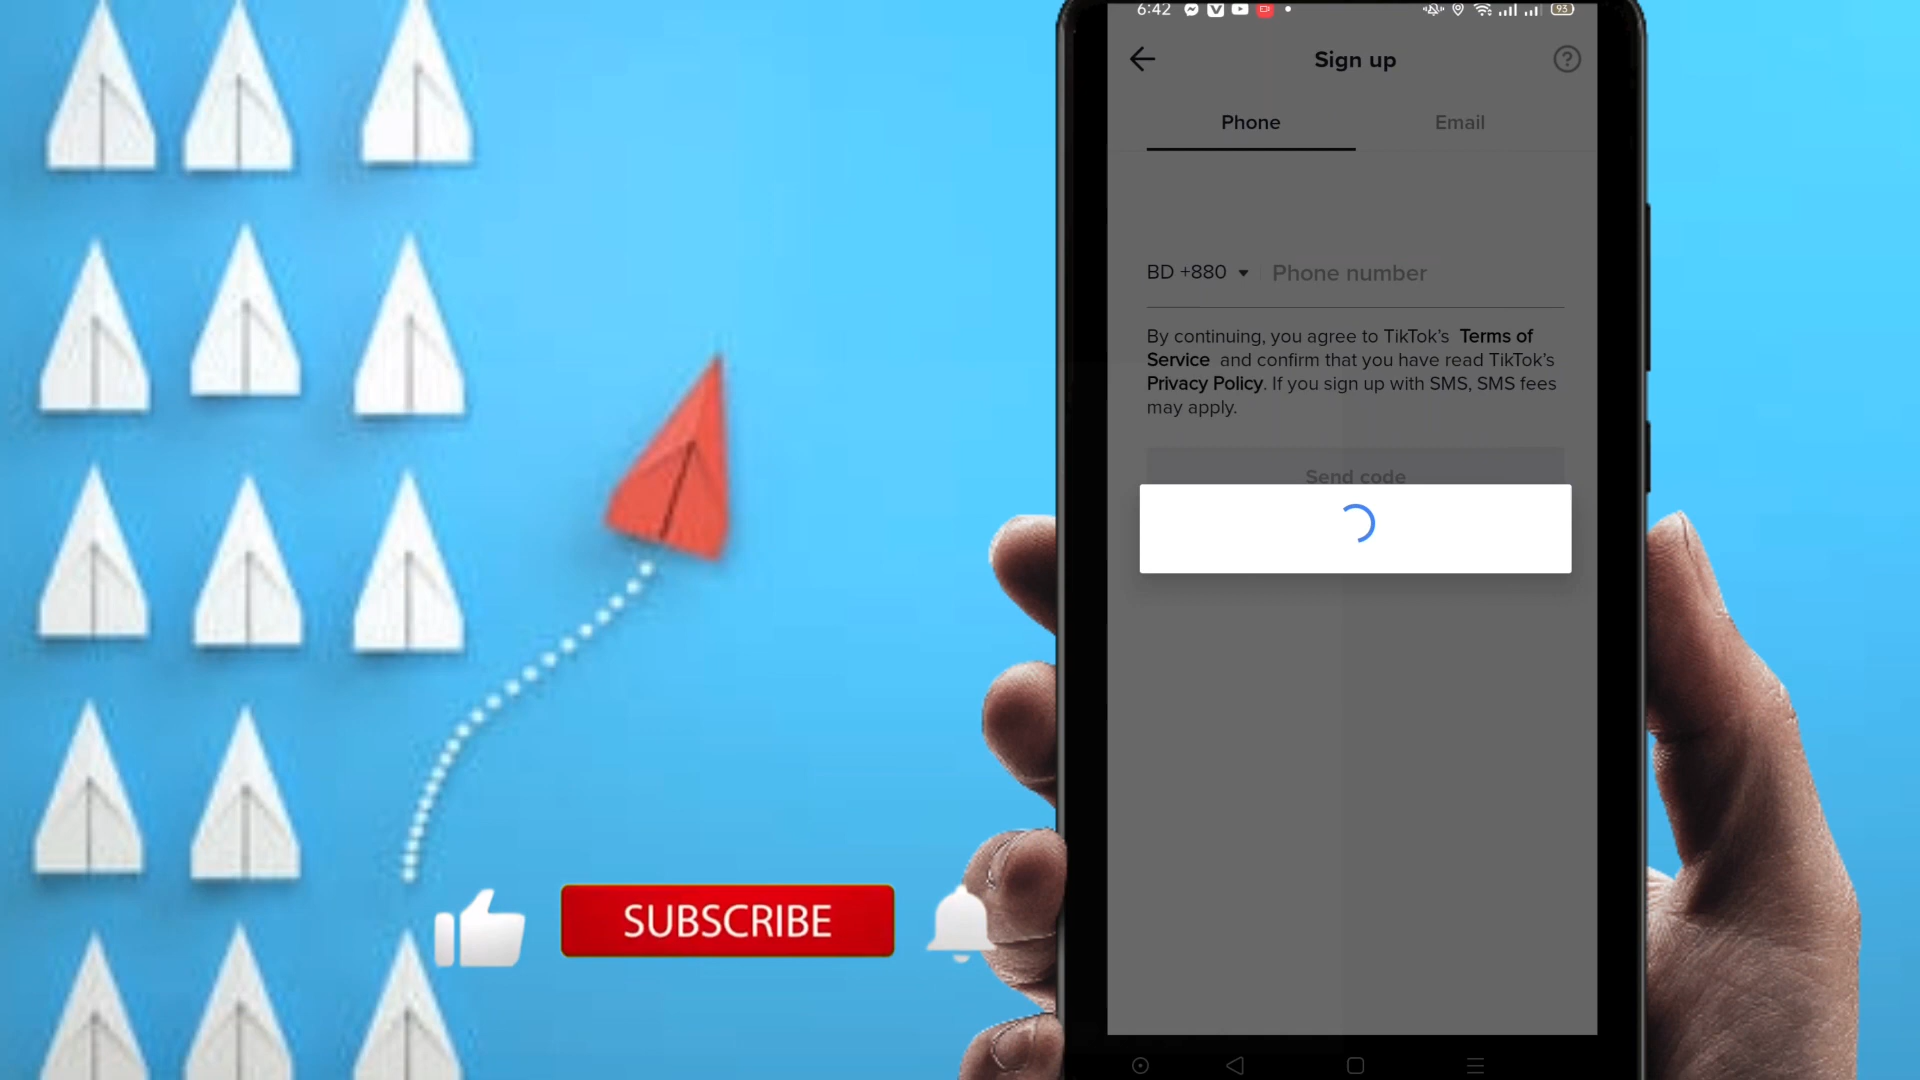 6:42
93
Sign up
Phone
Email
BD +880
Phone number
By continuing, you agree to TikTok's Terms of
Service and confirm that you have read TikTok's
Privacy Policy. If you sign up with SMS, SMS fees
may apply.
Send code
SUBSCRIBE